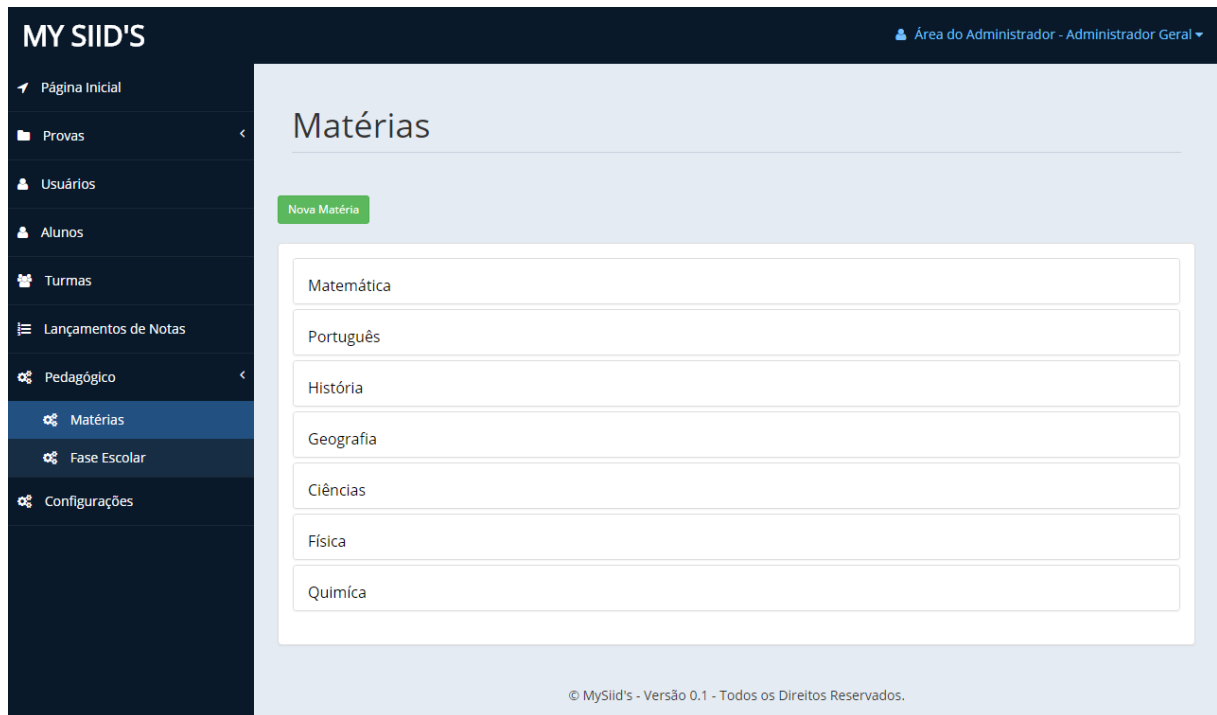 MY SIID'S
Área do Administrador - Administrador Geral
Página Inicial
Provas
Usuários
Alunos
Turmas
Lançamentos de Notas
Pedagógico
Matérias
Fase Escolar
Configurações
Matérias
Nova Matéria
Matemática
Português
História
Geografia
Ciências
Física
Quimíca
© MySiid's - Versão 0.1 - Todos os Direitos Reservados.